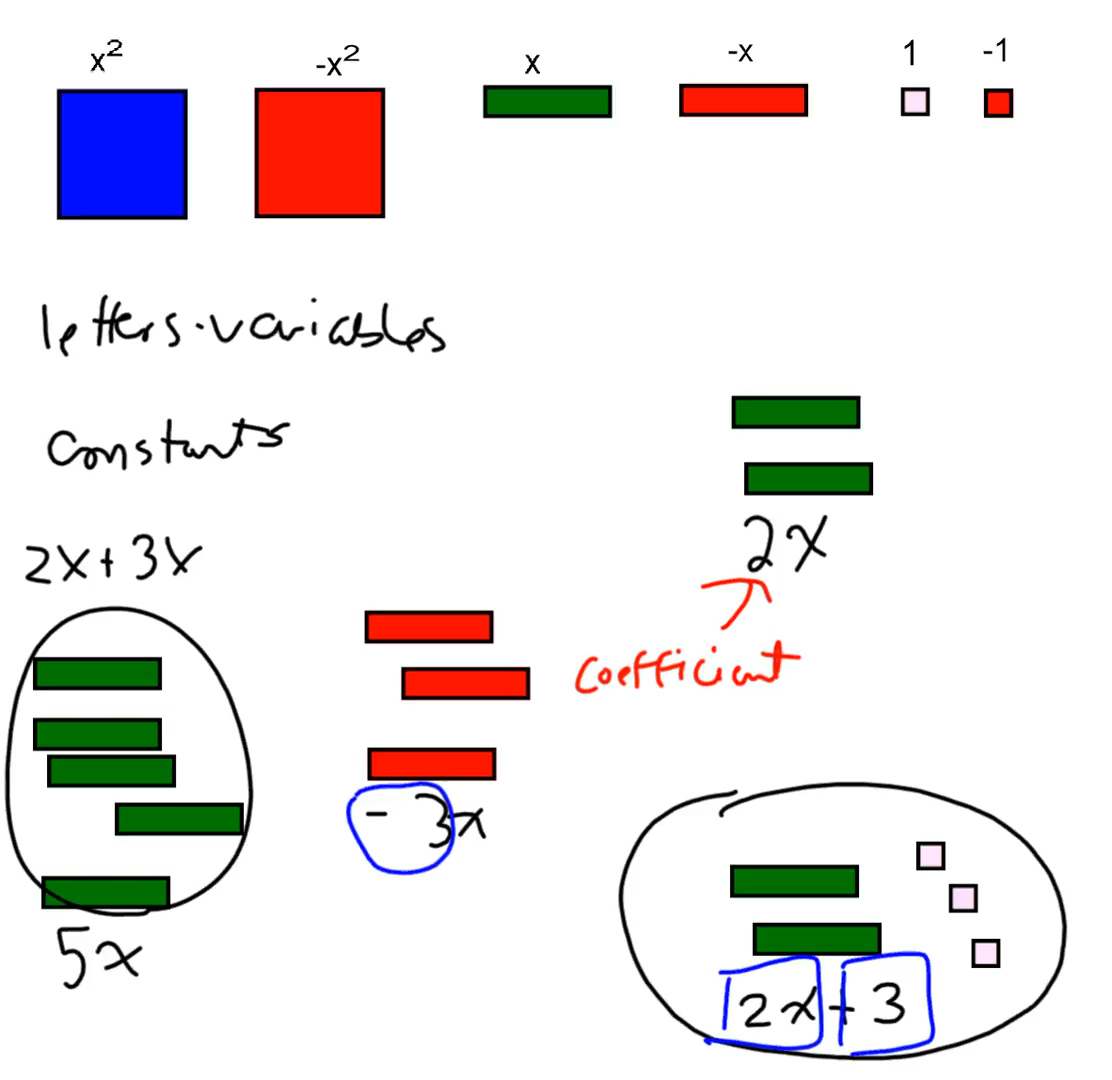 x² -x² x -x 1 -1
letters·variables
constants
2x+3x
2x
coefficient
-3x
5x
2x+3